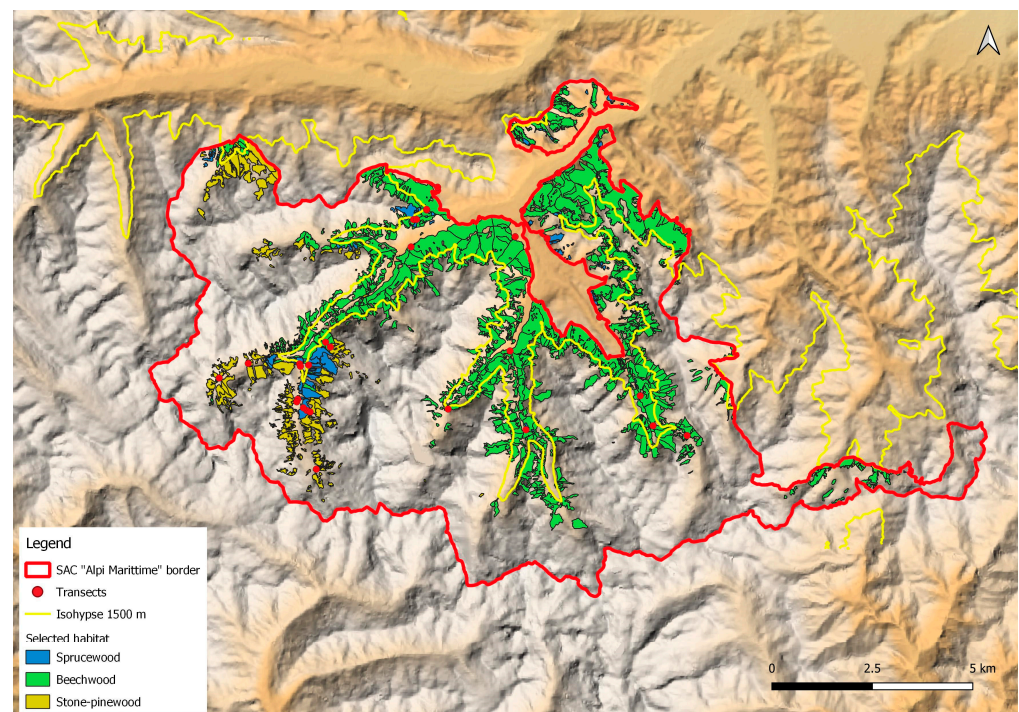 Legend
SAC "Alpi Marittime" border
Transects
Isohypse 1500 m
Selected habitat
Sprucewood
Beechwood
Stone-pinewood
0 2.5 5 km